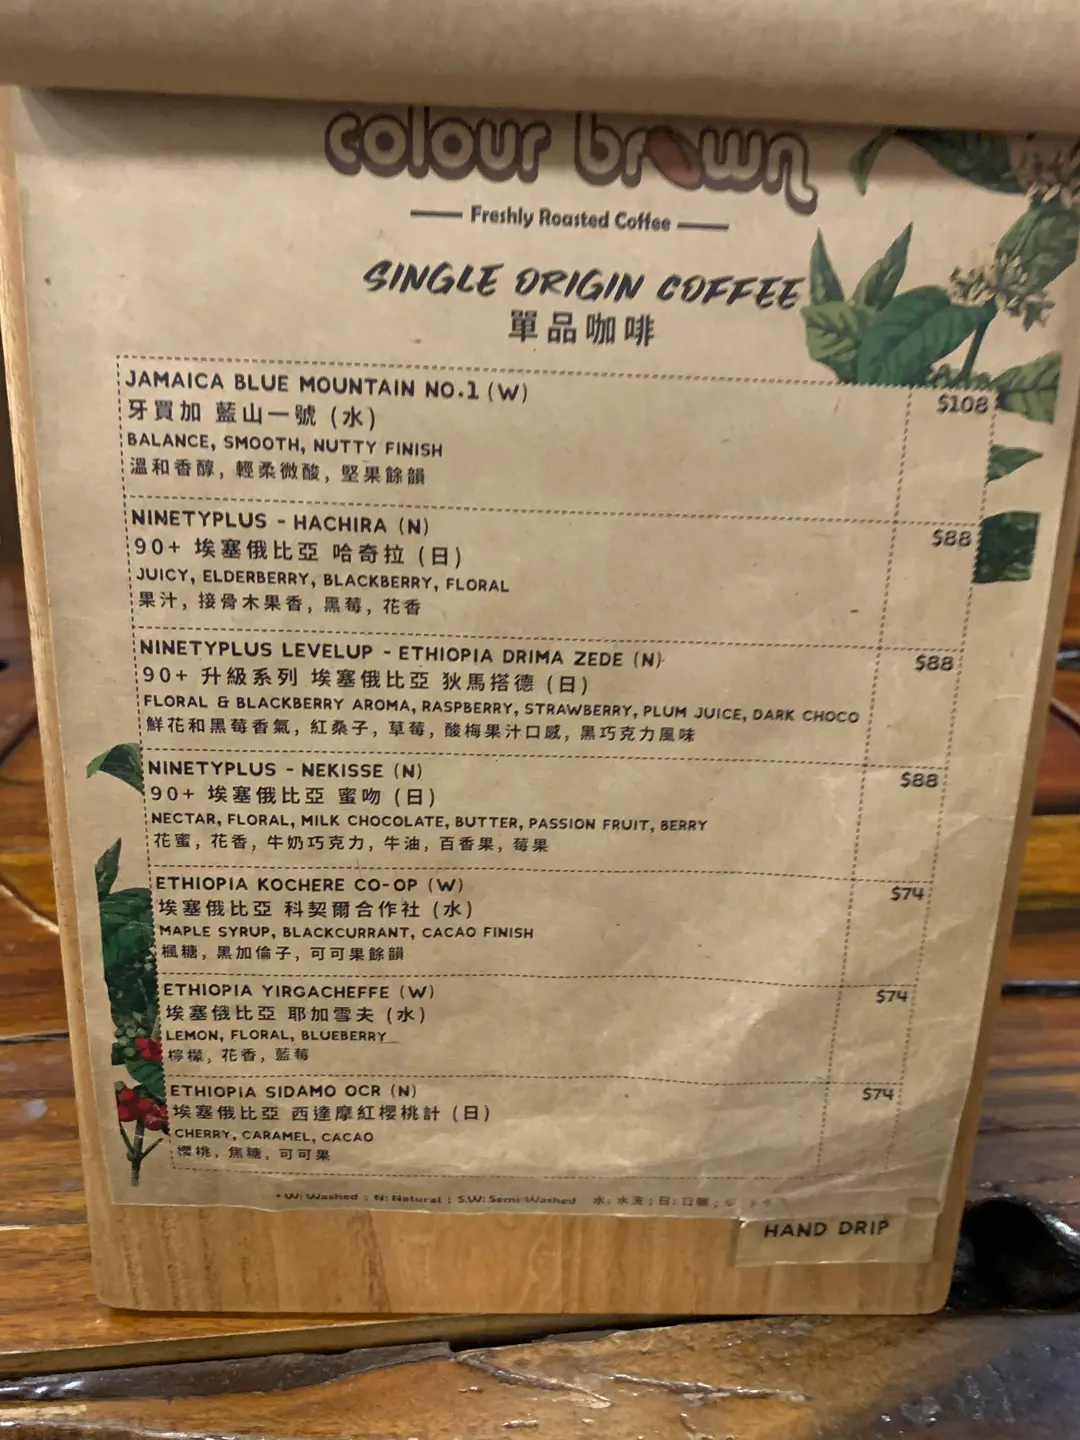 colour brown
Freshly Roasted Coffee
SINGLE ORIGIN COFFEE
單品咖啡
JAMAICA BLUE MOUNTAIN NO.1 (W)
$108
牙買加 藍山一號 (水)
BALANCE, SMOOTH, NUTTY FINISH
溫和香醇, 輕柔微酸, 堅果餘韻
NINETYPLUS - HACHIRA (N)
$88
90+ 埃塞俄比亞 哈奇拉 (日)
JUICY, ELDERBERRY, BLACKBERRY, FLORAL
果汁, 接骨木果香, 黑莓, 花香
NINETYPLUS LEVELUP - ETHIOPIA DRIMA ZEDE (N)
$88
90+ 升級系列 埃塞俄比亞 狄馬搭德 (日)
FLORAL & BLACKBERRY AROMA, RASPBERRY, STRAWBERRY, PLUM JUICE, DARK CHOCO
鮮花和黑莓香氣, 紅桑子, 草莓, 酸梅果汁口感, 黑巧克力風味
NINETYPLUS - NEKISSE (N)
$88
90+ 埃塞俄比亞 蜜吻 (日)
NECTAR, FLORAL, MILK CHOCOLATE, BUTTER, PASSION FRUIT, BERRY
花蜜, 花香, 牛奶巧克力, 牛油, 百香果, 莓果
ETHIOPIA KOCHERE CO-OP (W)
$74
埃塞俄比亞 科契爾合作社 (水)
MAPLE SYRUP, BLACKCURRANT, CACAO FINISH
楓糖, 黑加倫子, 可可果餘韻
ETHIOPIA YIRGACHEFFE (W)
$74
埃塞俄比亞 耶加雪夫 (水)
LEMON, FLORAL, BLUEBERRY
檸檬, 花香, 藍莓
ETHIOPIA SIDAMO OCR (N)
$74
埃塞俄比亞 西達摩紅櫻桃計 (日)
CHERRY, CARAMEL, CACAO
櫻桃, 焦糖, 可可果
• W: Washed ; N: Natural ; S.W: Semi-Washed 水: 水洗 ; 日: 日曬 ;
HAND DRIP